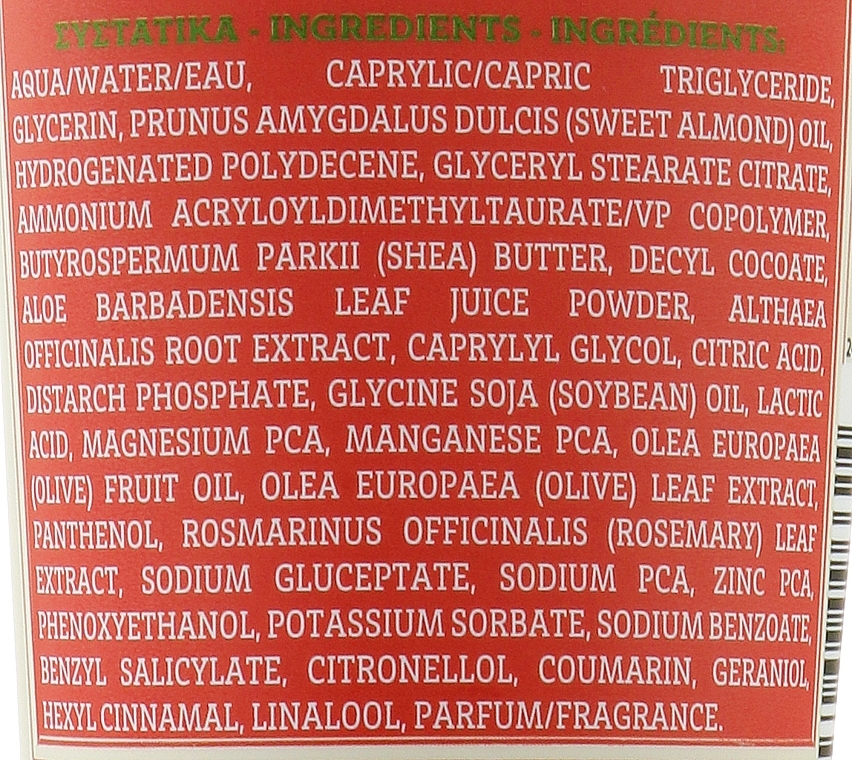 ΣΥΣΤΑΤΙΚΑ - INGREDIENTS - INGRÉDIENTS:
AQUA/WATER/EAU, CAPRYLIC/CAPRIC TRIGLYCERIDE,
GLYCERIN, PRUNUS AMYGDALUS DULCIS (SWEET ALMOND) OIL,
HYDROGENATED POLYDECENE, GLYCERYL STEARATE CITRATE,
AMMONIUM ACRYLOYLDIMETHYLTAURATE/VP COPOLYMER,
BUTYROSPERMUM PARKII (SHEA) BUTTER, DECYL COCOATE,
ALOE BARBADENSIS LEAF JUICE POWDER, ALTHAEA
OFFICINALIS ROOT EXTRACT, CAPRYLYL GLYCOL, CITRIC ACID,
DISTARCH PHOSPHATE, GLYCINE SOJA (SOYBEAN) OIL, LACTIC
ACID, MAGNESIUM PCA, MANGANESE PCA, OLEA EUROPAEA
(OLIVE) FRUIT OIL, OLEA EUROPAEA (OLIVE) LEAF EXTRACT,
PANTHENOL, ROSMARINUS OFFICINALIS (ROSEMARY) LEAF
EXTRACT, SODIUM GLUCEPTATE, SODIUM PCA, ZINC PCA,
PHENOXYETHANOL, POTASSIUM SORBATE, SODIUM BENZOATE,
BENZYL SALICYLATE, CITRONELLOL, COUMARIN, GERANIOL,
HEXYL CINNAMAL, LINALOOL, PARFUM/FRAGRANCE.